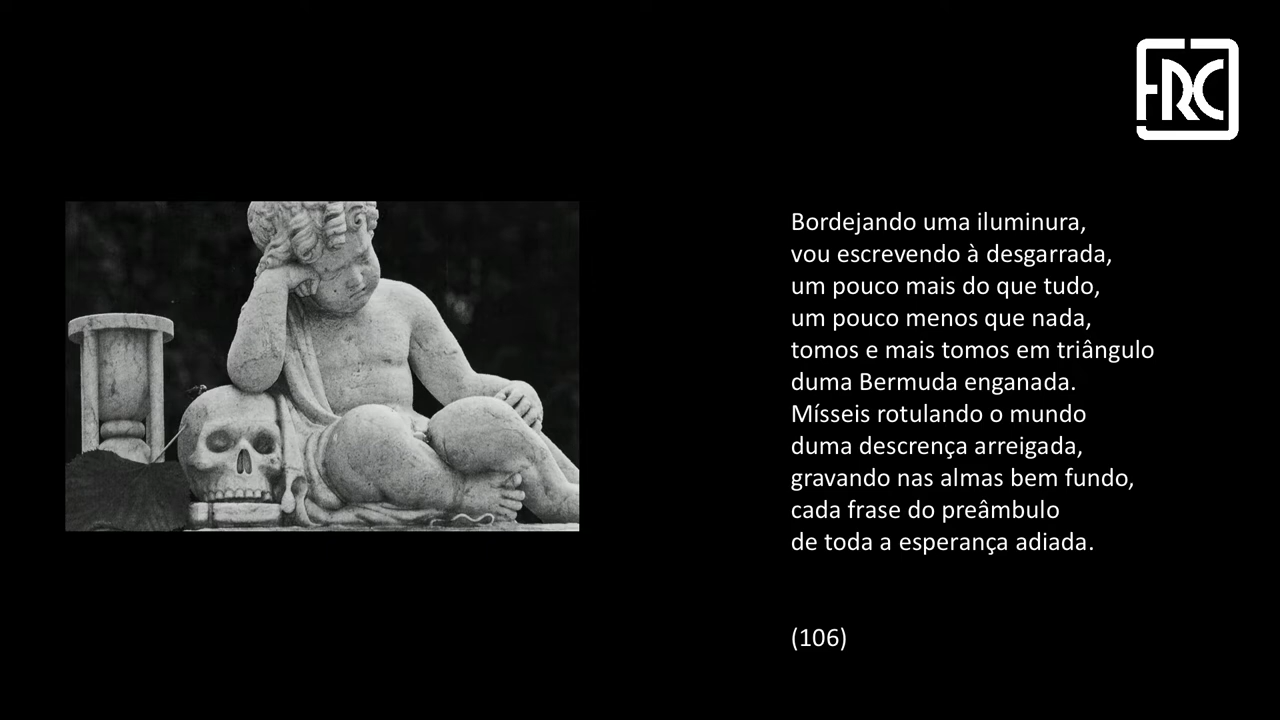 FRC
Bordejando uma iluminura,
vou escrevendo à desgarrada,
um pouco mais do que tudo,
um pouco menos que nada,
tomos e mais tomos em triângulo
duma Bermuda enganada.
Mísseis rotulando o mundo
duma descrença arreigada,
gravando nas almas bem fundo,
cada frase do preâmbulo
de toda a esperança adiada.
(106)